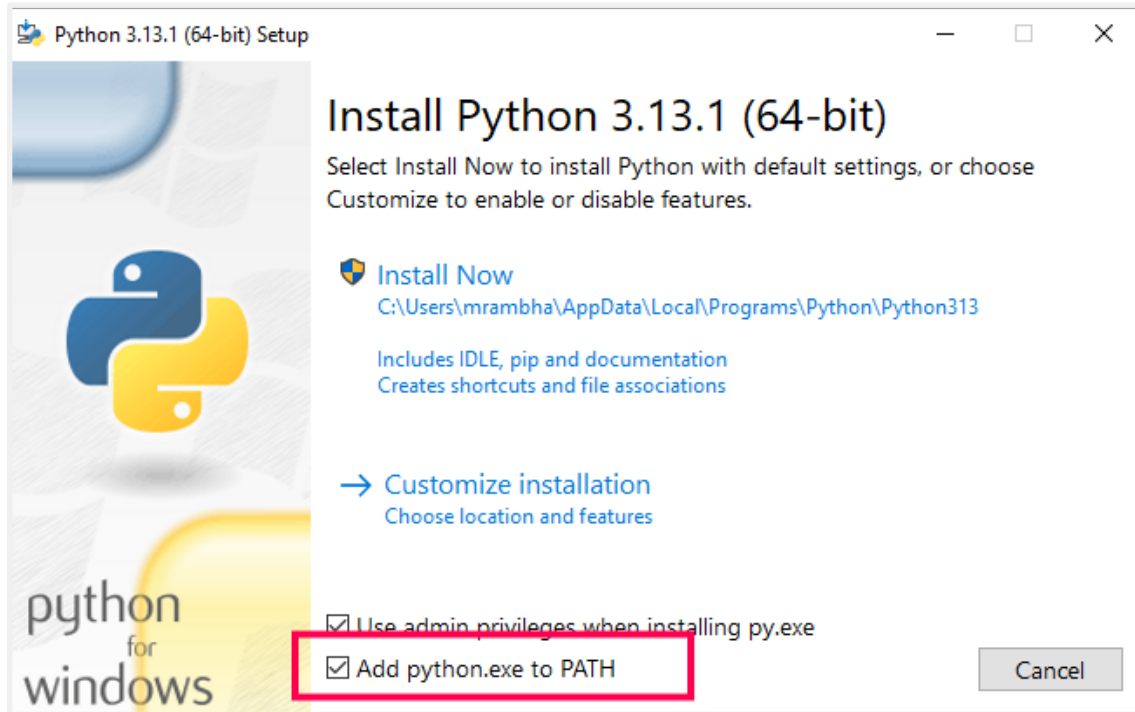 Python 3.13.1 (64-bit) Setup
Install Python 3.13.1 (64-bit)
Select Install Now to install Python with default settings, or choose
Customize to enable or disable features.
Install Now
C:\Users\mrambha\AppData\Local\Programs\Python\Python313
Includes IDLE, pip and documentation
Creates shortcuts and file associations
Customize installation
Choose location and features
Use admin privileges when installing py.exe
Add python.exe to PATH
Cancel
python
for
windows